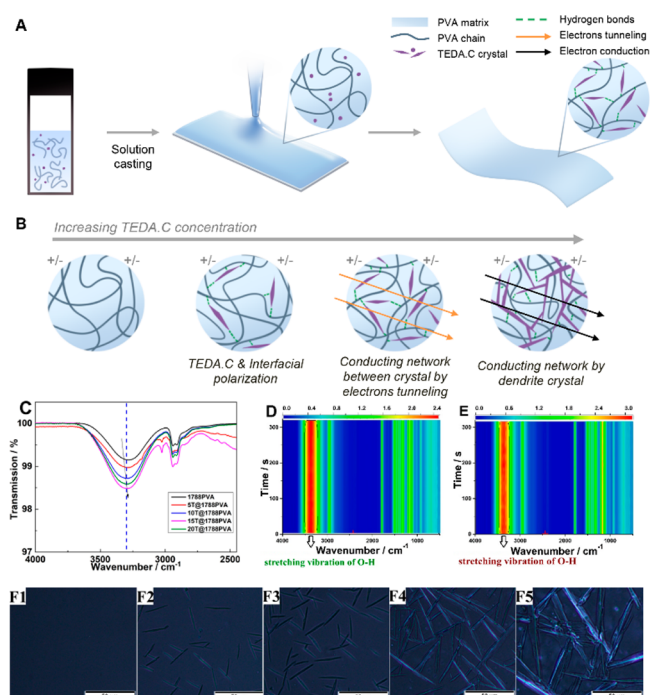 A
PVA matrix
PVA chain
TEDA.C crystal
Hydrogen bonds
Electrons tunneling
Electron conduction
Solution
casting
B
Increasing TEDA.C concentration
+/- +/- +/- +/- +/- +/- +/- +/-
TEDA.C & Interfacial
polarization
Conducting network
between crystal by
electrons tunneling
Conducting network by
dendrite crystal
C
100
99
98
97
Transmission / %
1788PVA
5T@1788PVA
10T@1788PVA
15T@1788PVA
20T@1788PVA
4000 3500 3000 2500
Wavenumber / cm-1
D
0.0 0.4 0.8 1.2 1.6 2.0 2.4
300
200
100
0
Time / s
4000 3000 2000 1000
Wavenumber / cm-1
stretching vibration of O-H
E
0.0 0.6 1.2 1.8 2.4 3.0
300
200
100
0
Time / s
4000 3000 2000 1000
Wavenumber / cm-1
stretching vibration of O-H
F1 F2 F3 F4 F5